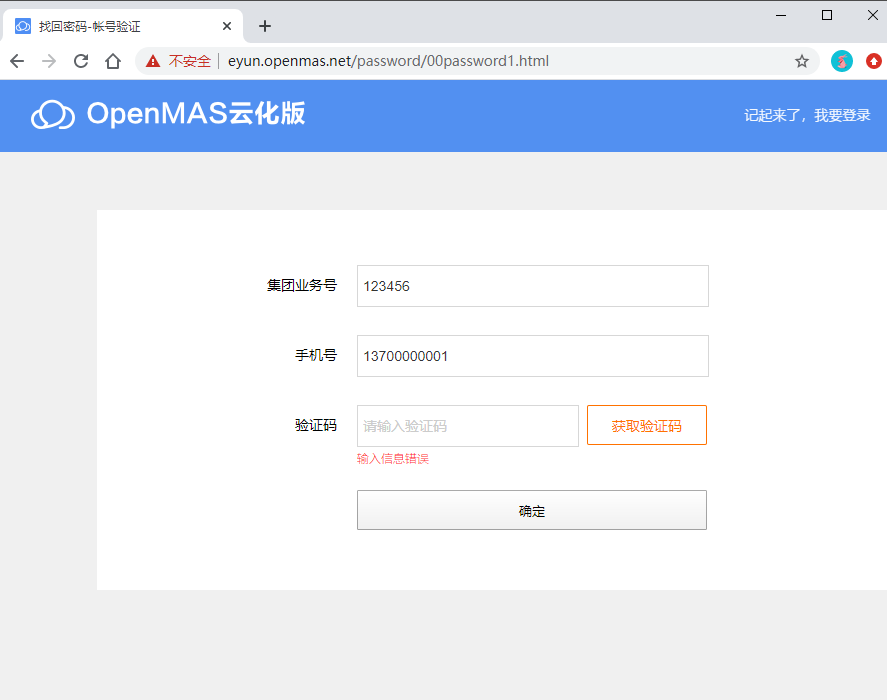 找回密码-帐号验证
不安全 eyun.openmas.net/password/00password1.html
OpenMAS云化版
记起来了，我要登录
集团业务号 123456
手机号 13700000001
验证码 请输入验证码 获取验证码
输入信息错误
确定